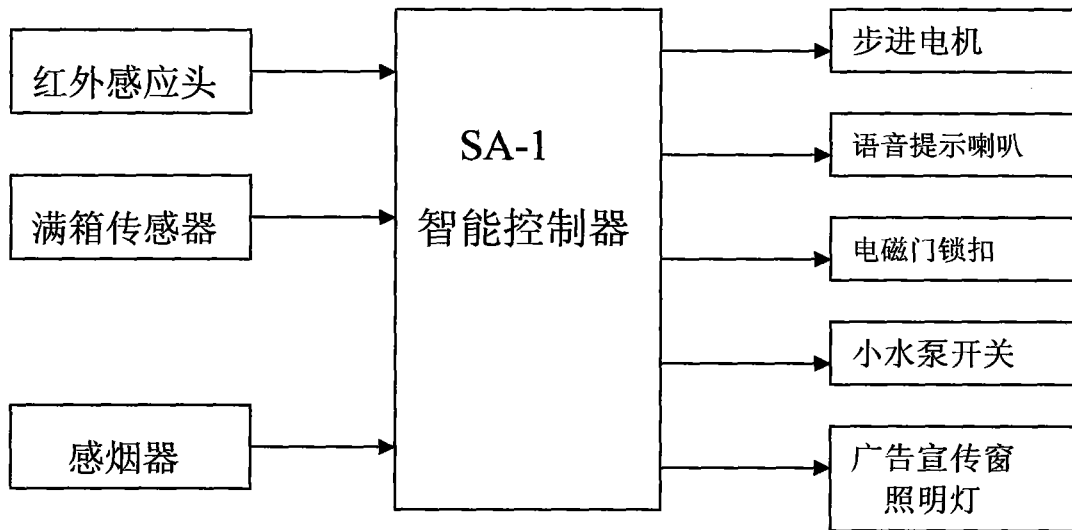 红外感应头
满箱传感器
感烟器
SA-1
智能控制器
步进电机
语音提示喇叭
电磁门锁扣
小水泵开关
广告宣传窗
照明灯